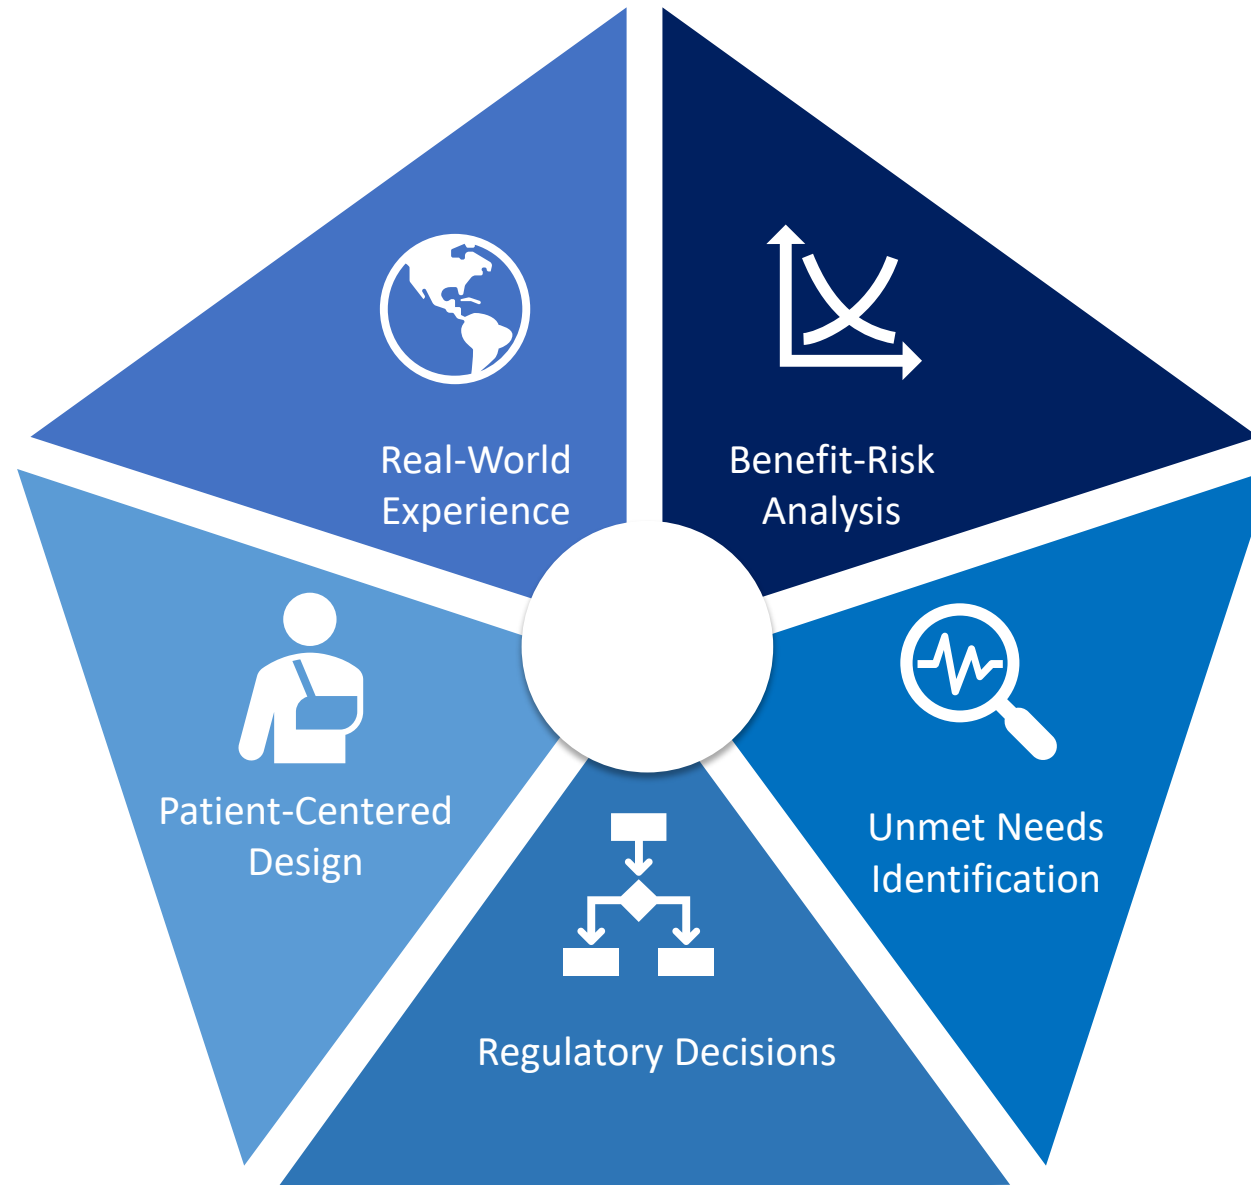 Real-World
Experience
Benefit-Risk
Analysis
Patient-Centered
Design
Unmet Needs
Identification
Regulatory Decisions